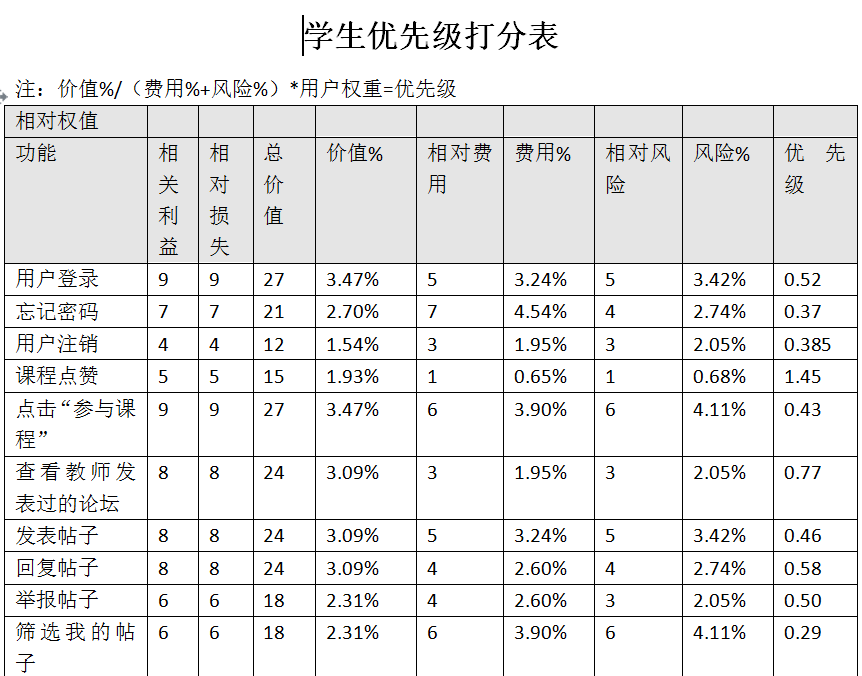 学生优先级打分表
注：价值%/（费用%+风险%）*用户权重=优先级
相对权值
功能 相关利益 相对损失 总价值 价值% 相对费用 费用% 相对风险 风险% 优先级
用户登录 9 9 27 3.47% 5 3.24% 5 3.42% 0.52
忘记密码 7 7 21 2.70% 7 4.54% 4 2.74% 0.37
用户注销 4 4 12 1.54% 3 1.95% 3 2.05% 0.385
课程点赞 5 5 15 1.93% 1 0.65% 1 0.68% 1.45
点击“参与课程” 9 9 27 3.47% 6 3.90% 6 4.11% 0.43
查看教师发表过的论坛 8 8 24 3.09% 3 1.95% 3 2.05% 0.77
发表帖子 8 8 24 3.09% 5 3.24% 5 3.42% 0.46
回复帖子 8 8 24 3.09% 4 2.60% 4 2.74% 0.58
举报帖子 6 6 18 2.31% 4 2.60% 3 2.05% 0.50
筛选我的帖子 6 6 18 2.31% 6 3.90% 6 4.11% 0.29